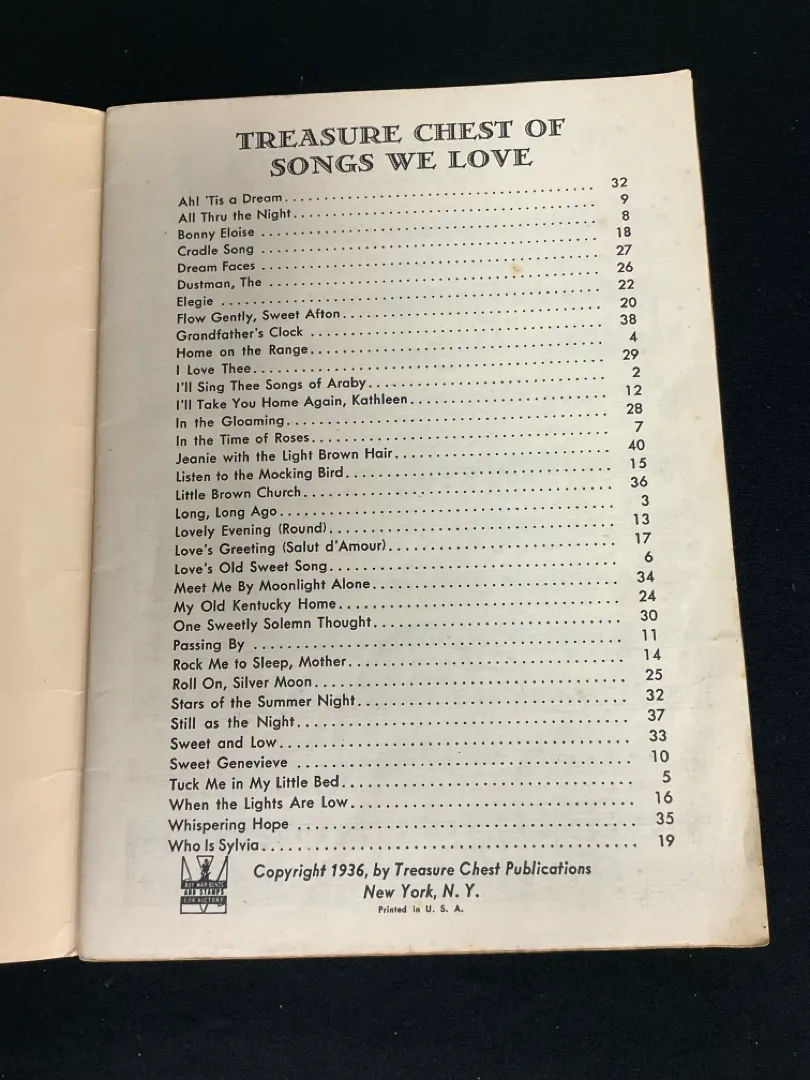 TREASURE CHEST OF
SONGS WE LOVE
Ah! 'Tis a Dream 32
All Thru the Night 9
Bonny Eloise 8
Cradle Song 18
Dream Faces 27
Dustman, The 26
Elegie 22
Flow Gently, Sweet Afton 20
Grandfather's Clock 38
Home on the Range 4
I Love Thee 29
I'll Sing Thee Songs of Araby 2
I'll Take You Home Again, Kathleen 12
In the Gloaming 28
In the Time of Roses 7
Jeanie with the Light Brown Hair 40
Listen to the Mocking Bird 15
Little Brown Church 36
Long, Long Ago 3
Lovely Evening (Round) 13
Love's Greeting (Salut d'Amour) 17
Love's Old Sweet Song 6
Meet Me By Moonlight Alone 34
My Old Kentucky Home 24
One Sweetly Solemn Thought 30
Passing By 11
Rock Me to Sleep, Mother 14
Roll On, Silver Moon 25
Stars of the Summer Night 32
Still as the Night 37
Sweet and Low 33
Sweet Genevieve 10
Tuck Me in My Little Bed 5
When the Lights Are Low 16
Whispering Hope 35
Who Is Sylvia 19
BUY WAR BONDS
AND STAMPS
FOR VICTORY
Copyright 1936, by Treasure Chest Publications
New York, N. Y.
Printed in U. S. A.